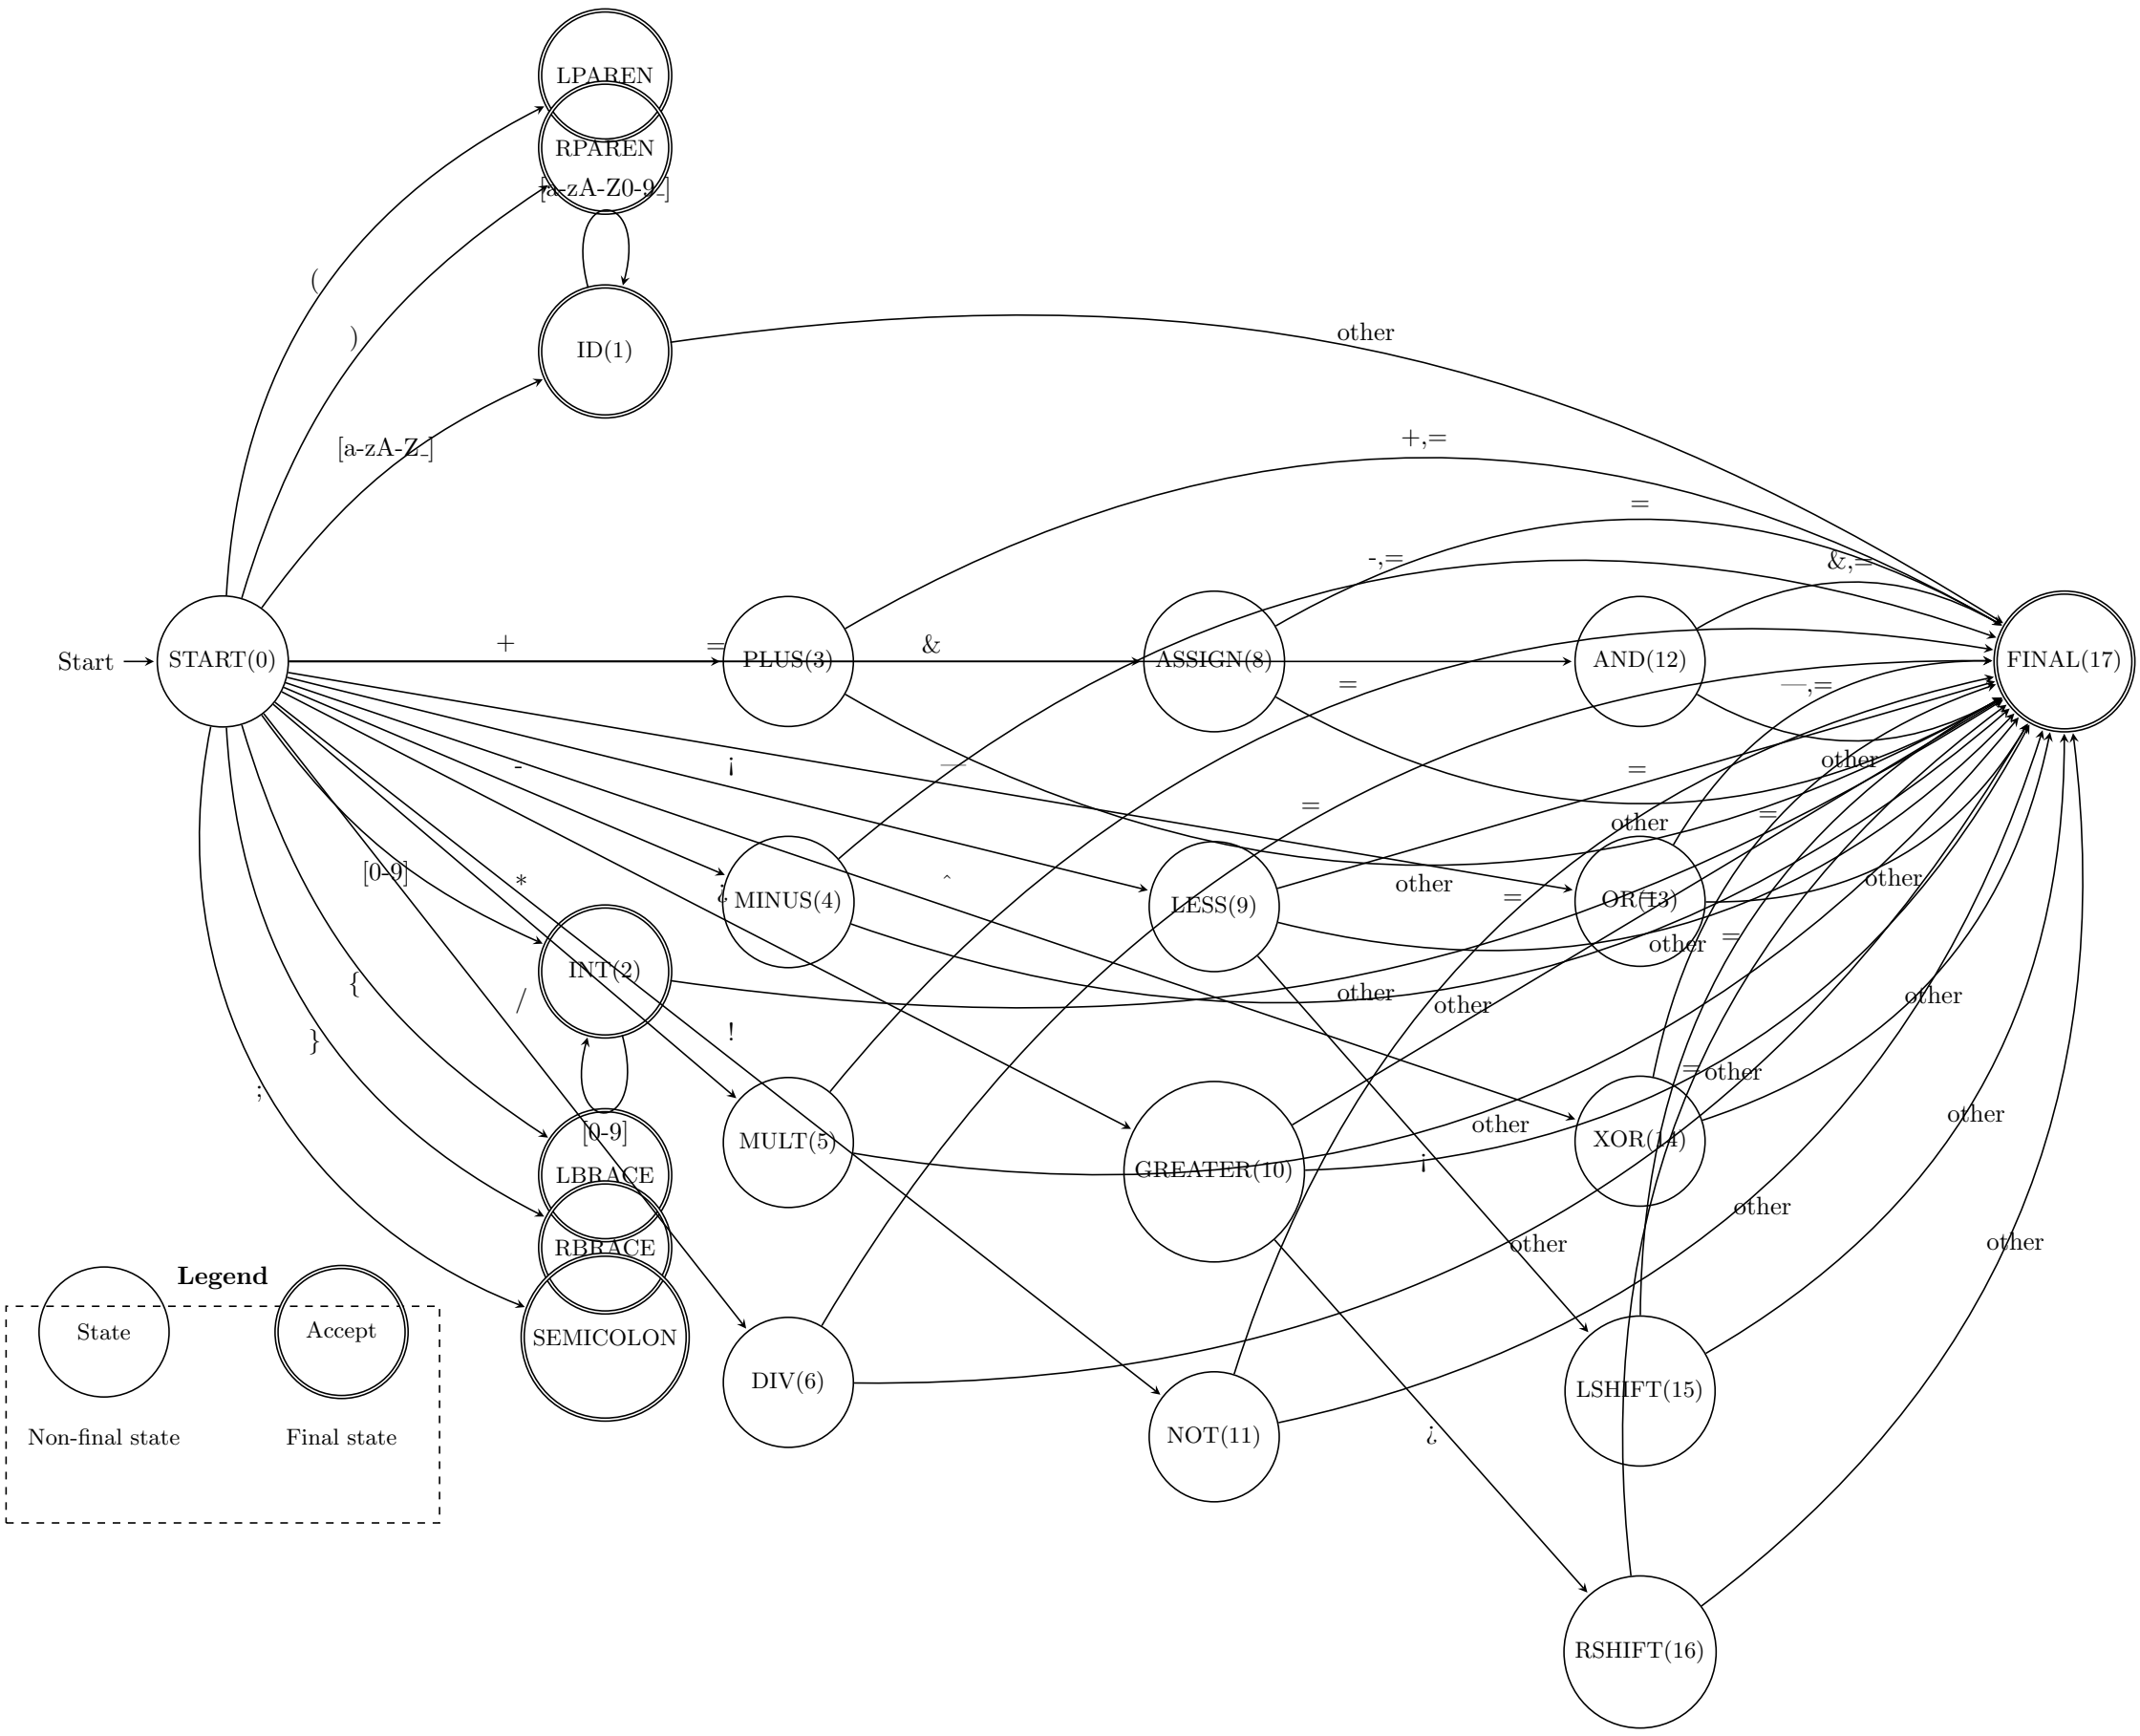 LPAREN
RPAREN
[a-zA-Z0-9_]
(
)
ID(1)
other
[a-zA-Z_]
+,=
=
-,=
&,=
Start
START(0)
+
=
PLUS(3)
&
ASSIGN(8)
AND(12)
FINAL(17)
=
—,=
-
¡
—
=
other
=
=
other
[0-9]
*
¿
MINUS(4)
ˆ
other
=
LESS(9)
OR(13)
=
other
=
other
INT(2)
/
{
other
other
other
}
!
;
=
other
[0-9]
MULT(5)
other
other
XOR(14)
LBRACE
GREATER(10)
¡
other
RBRACE
other
other
Legend
State
Accept
SEMICOLON
DIV(6)
LSHIFT(15)
Non-final state
Final state
NOT(11)
¿
RSHIFT(16)